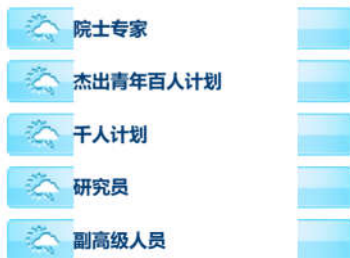 院士专家
杰出青年百人计划
千人计划
研究员
副高级人员